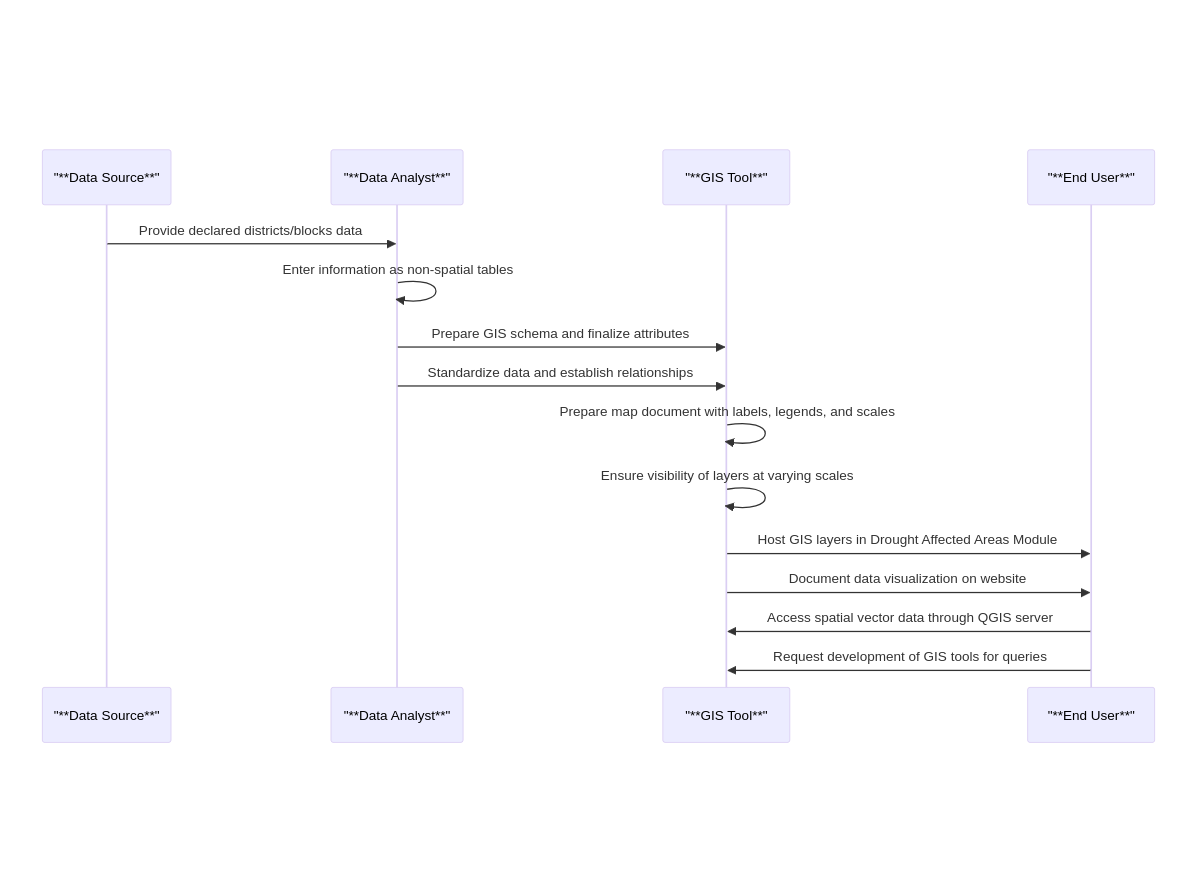 "**Data Source**"
"**Data Analyst**"
"**GIS Tool**"
"**End User**"
Provide declared districts/blocks data
Enter information as non-spatial tables
Prepare GIS schema and finalize attributes
Standardize data and establish relationships
Prepare map document with labels, legends, and scales
Ensure visibility of layers at varying scales
Host GIS layers in Drought Affected Areas Module
Document data visualization on website
Access spatial vector data through QGIS server
Request development of GIS tools for queries
"**Data Source**"
"**Data Analyst**"
"**GIS Tool**"
"**End User**"